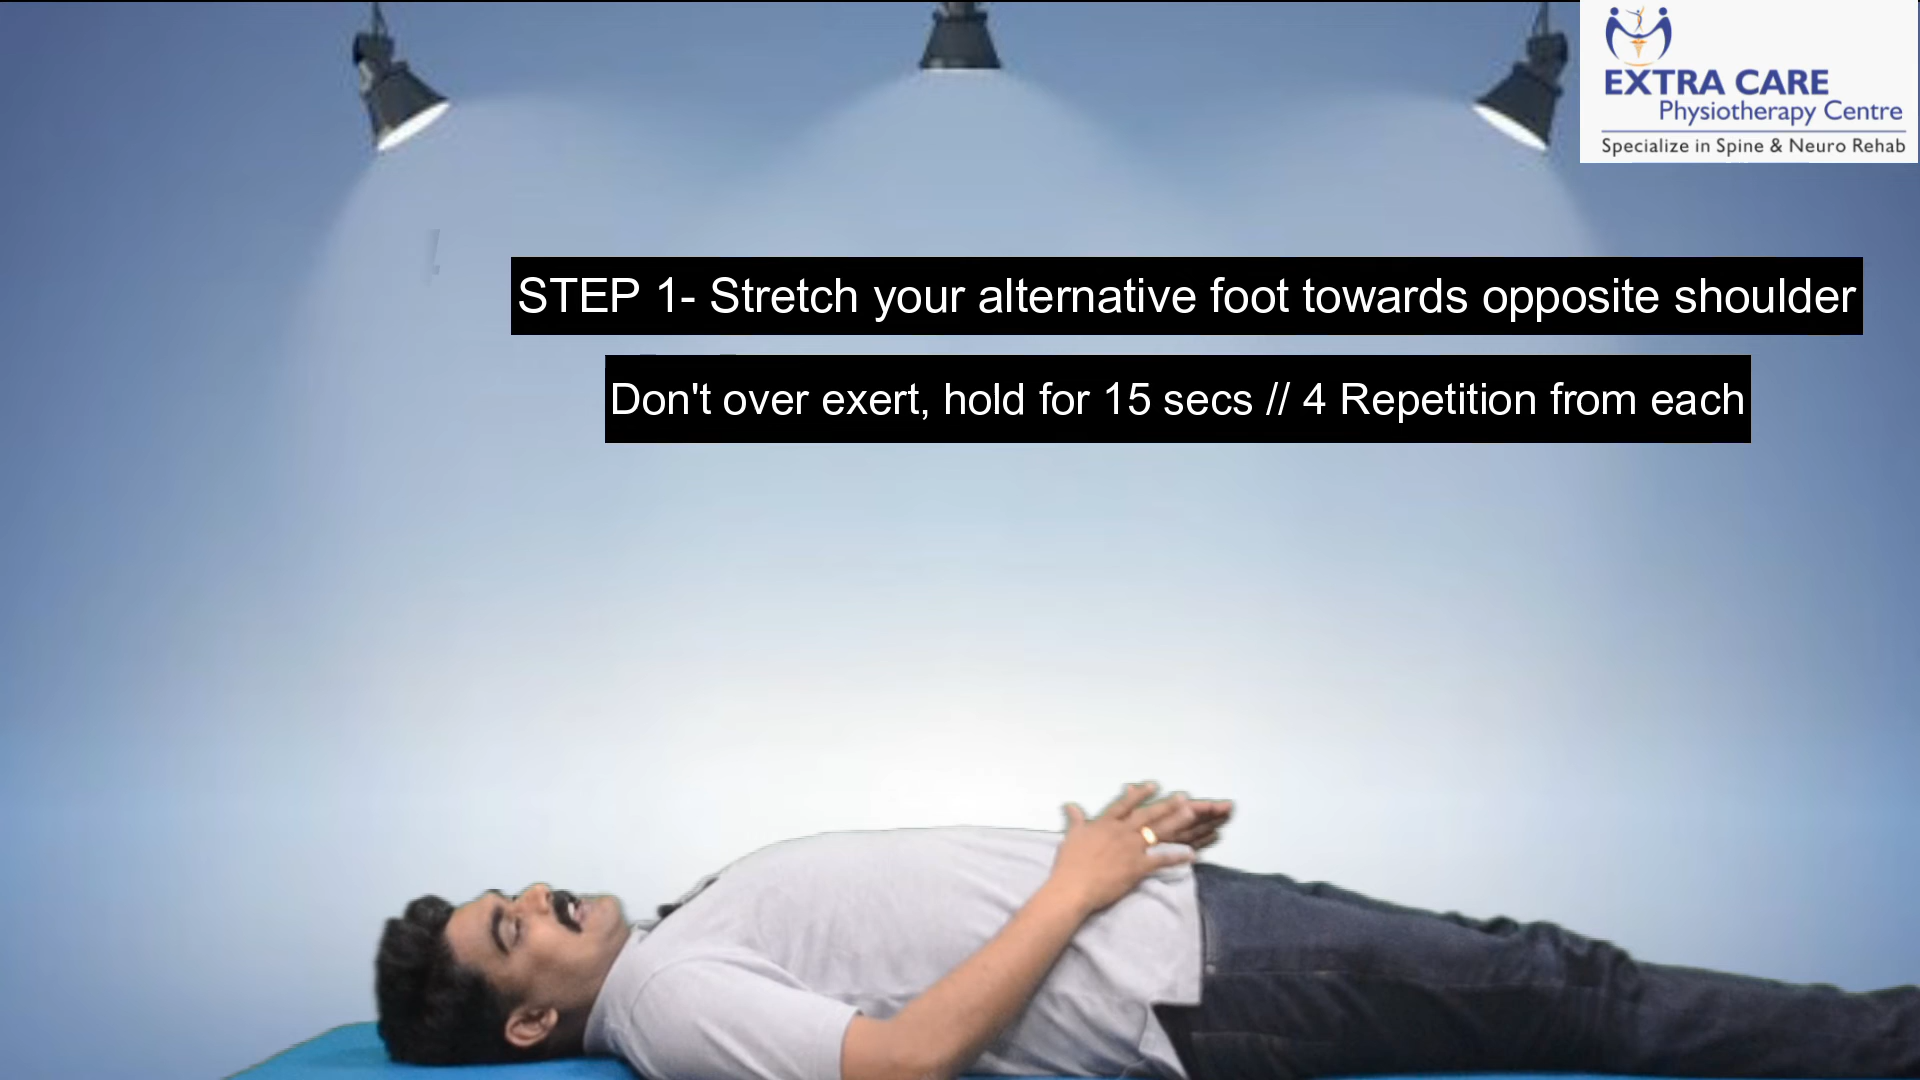 EXTRA CARE
Physiotherapy Centre
Specialize in Spine & Neuro Rehab
STEP 1- Stretch your alternative foot towards opposite shoulder
Don't over exert, hold for 15 secs // 4 Repetition from each